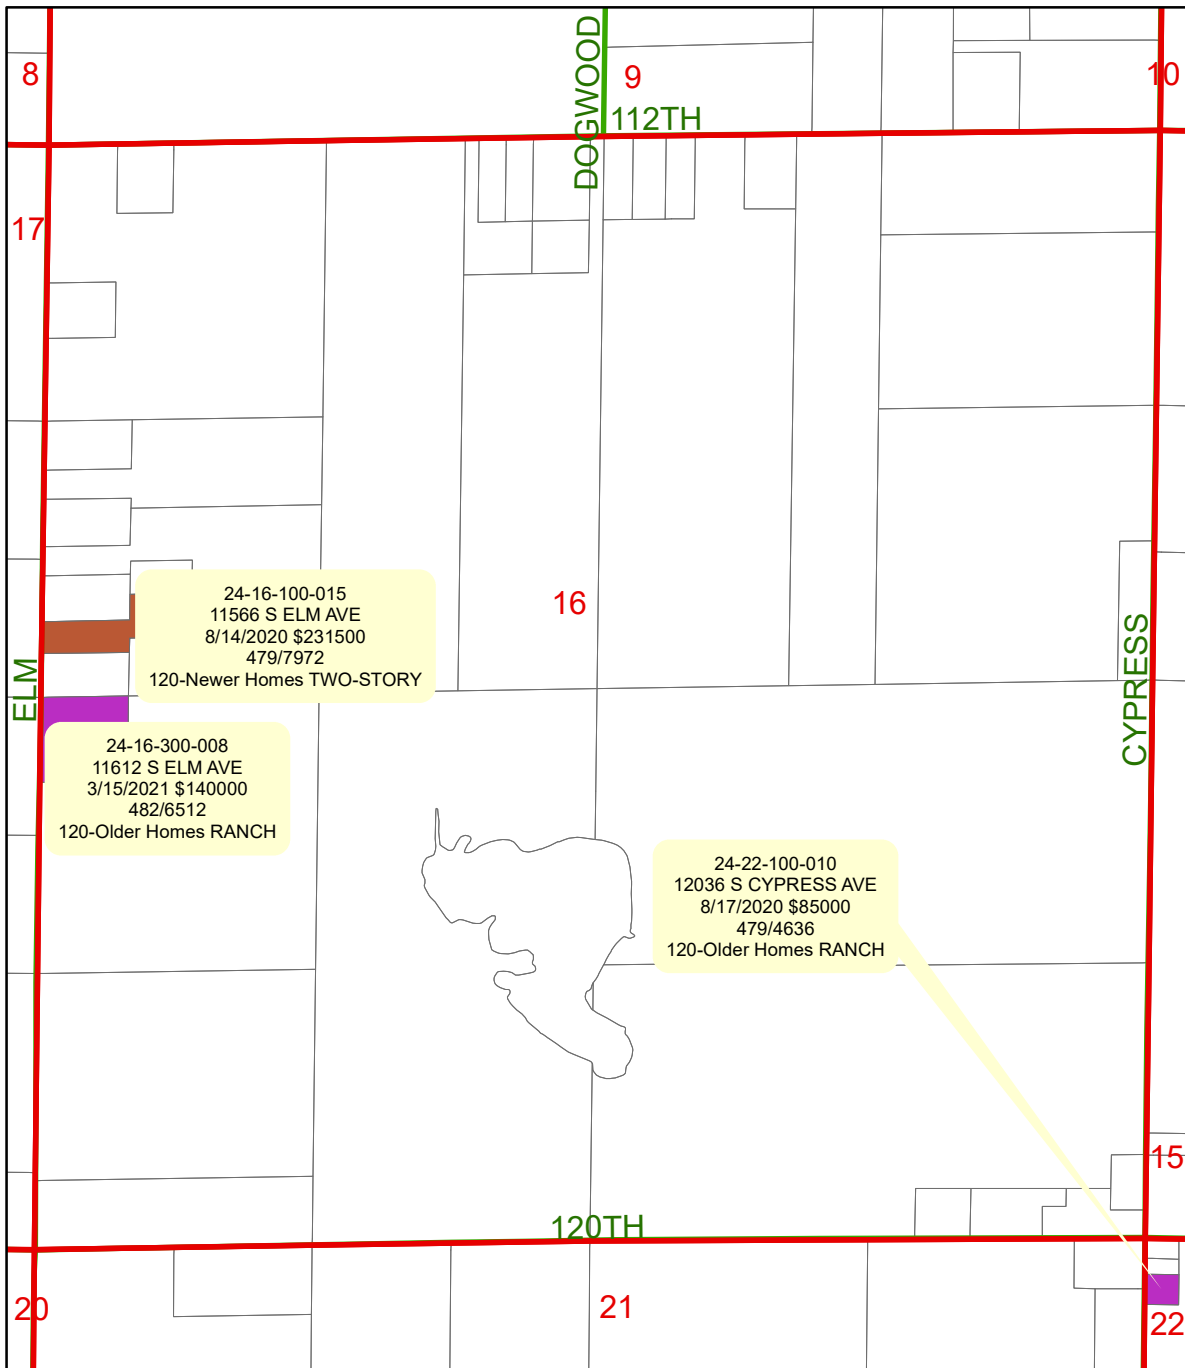 DOGWOOD
8
9
10
112TH
17
24-16-100-015
11566 S ELM AVE
8/14/2020 $231500
479/7972
120-Newer Homes TWO-STORY
16
ELM
CYPRESS
24-16-300-008
11612 S ELM AVE
3/15/2021 $140000
482/6512
120-Older Homes RANCH
24-22-100-010
12036 S CYPRESS AVE
8/17/2020 $85000
479/4636
120-Older Homes RANCH
15
120TH
20
21
22